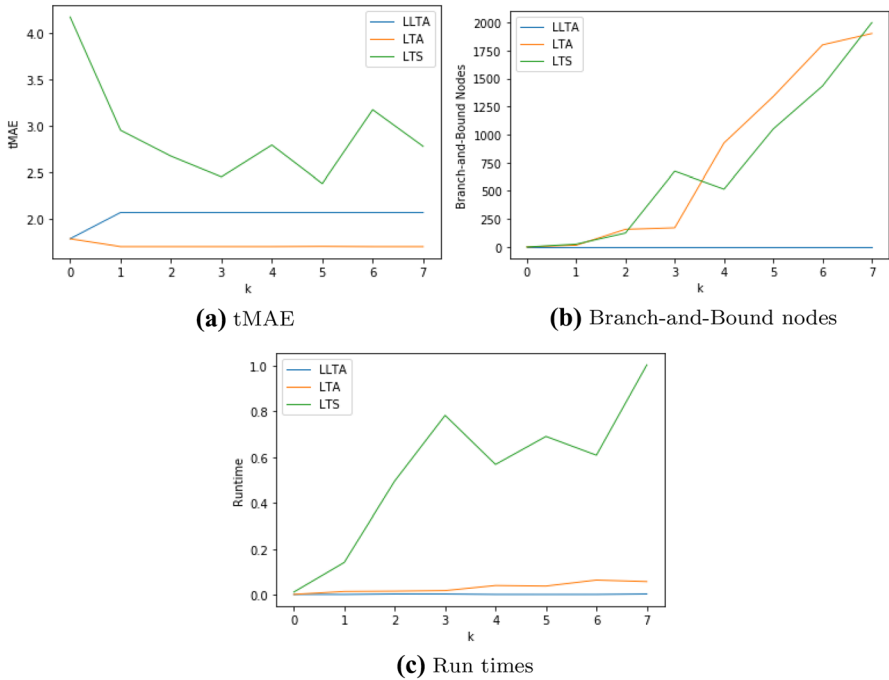 4.0
3.5
3.0
2.5
2.0
tMAE
LLTA
LTA
LTS
0 1 2 3 4 5 6 7
k
(a) tMAE
2000
1750
1500
1250
1000
750
500
250
0
Branch-and-Bound Nodes
LLTA
LTA
LTS
0 1 2 3 4 5 6 7
k
(b) Branch-and-Bound nodes
1.0
0.8
0.6
0.4
0.2
0.0
Runtime
LLTA
LTA
LTS
0 1 2 3 4 5 6 7
k
(c) Run times